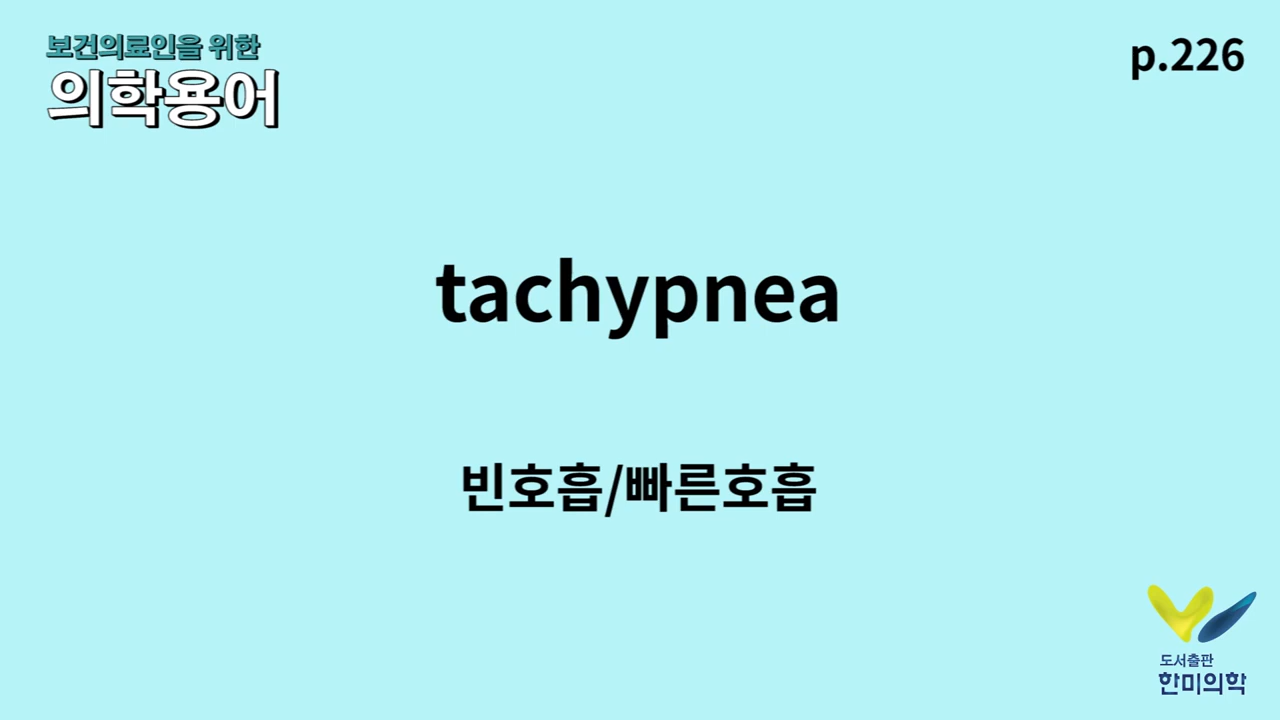 보건의료인을 위한
의학용어
p.226
tachypnea
빈호흡/빠른호흡
도서출판
한미의학